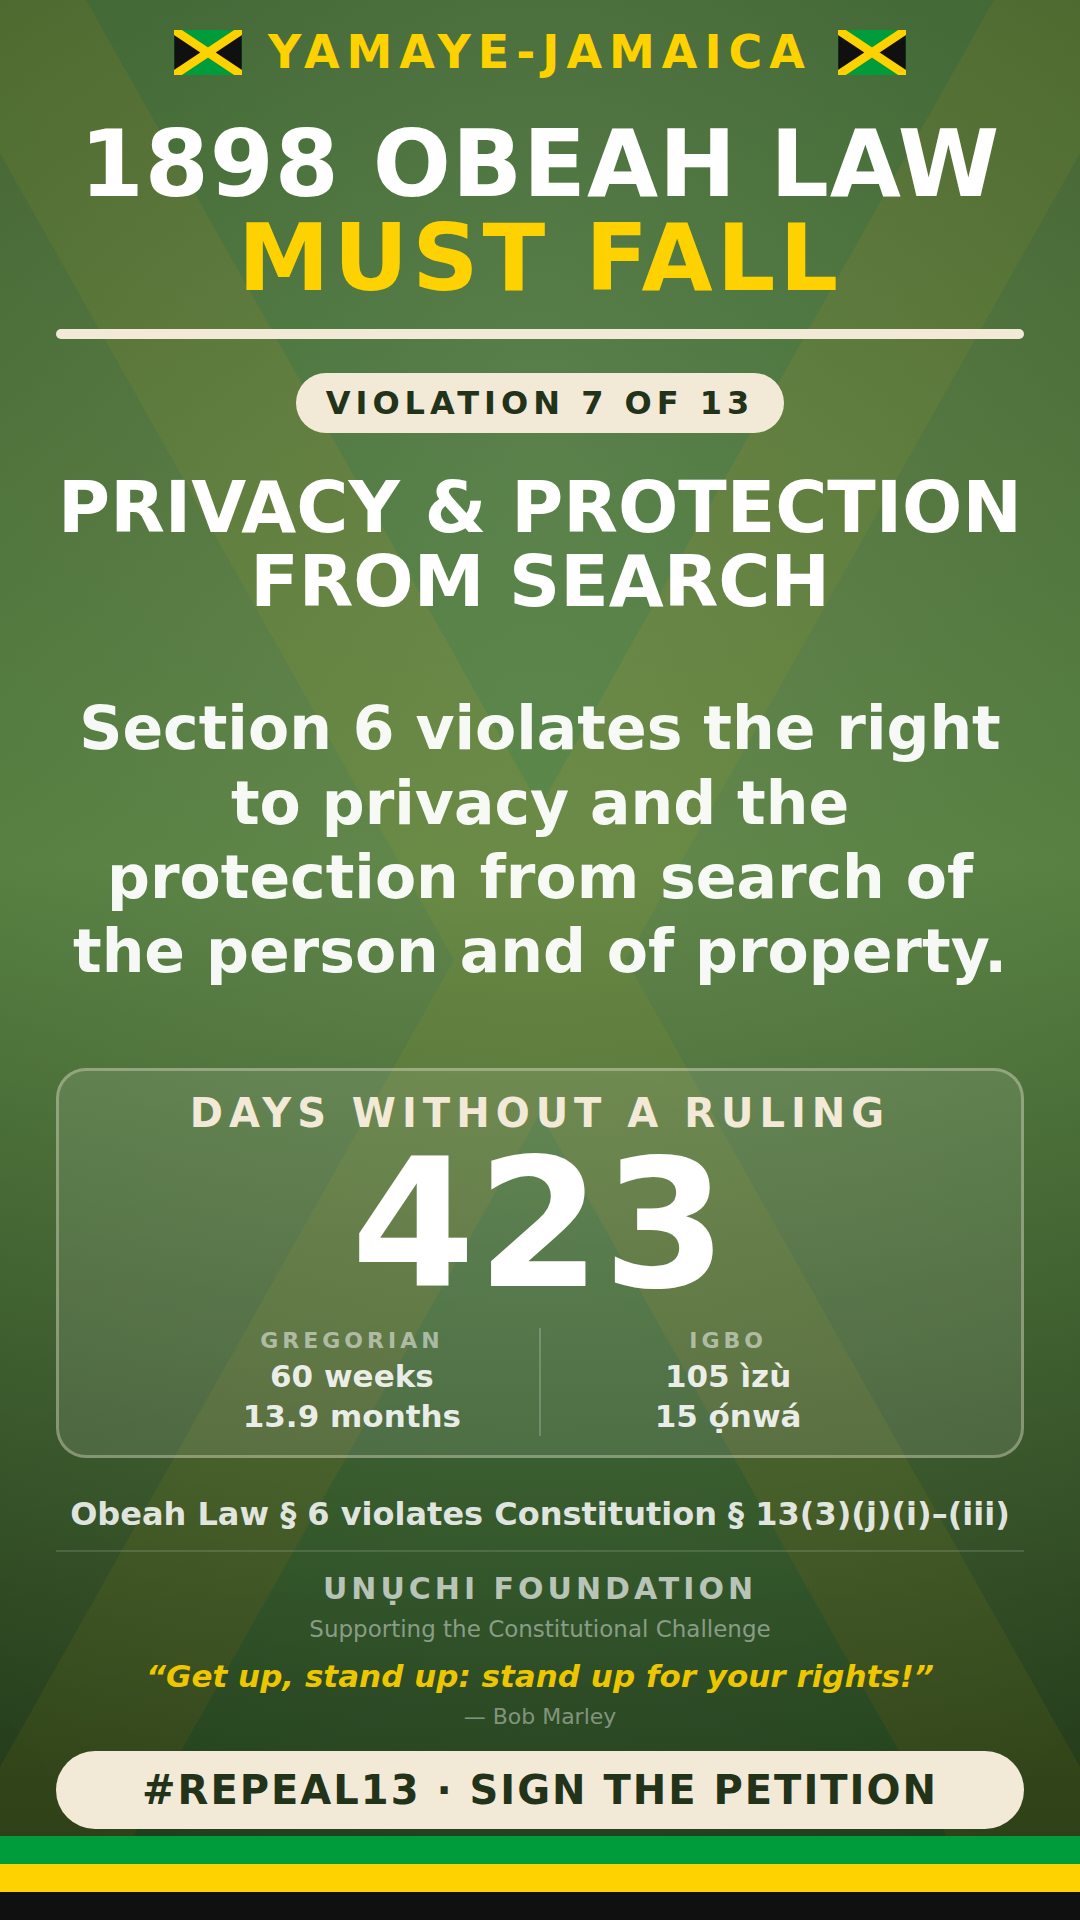 YAMAYE-JAMAICA
1898 OBEAH LAW
MUST FALL
VIOLATION 7 OF 13
PRIVACY & PROTECTION
FROM SEARCH
Section 6 violates the right
to privacy and the
protection from search of
the person and of property.
DAYS WITHOUT A RULING
423
GREGORIAN
60 weeks
13.9 months
IGBO
105 ìzù
15 ọ́nwá
Obeah Law § 6 violates Constitution § 13(3)(j)(i)–(iii)
UNỤCHI FOUNDATION
Supporting the Constitutional Challenge
“Get up, stand up: stand up for your rights!”
— Bob Marley
#REPEAL13 · SIGN THE PETITION